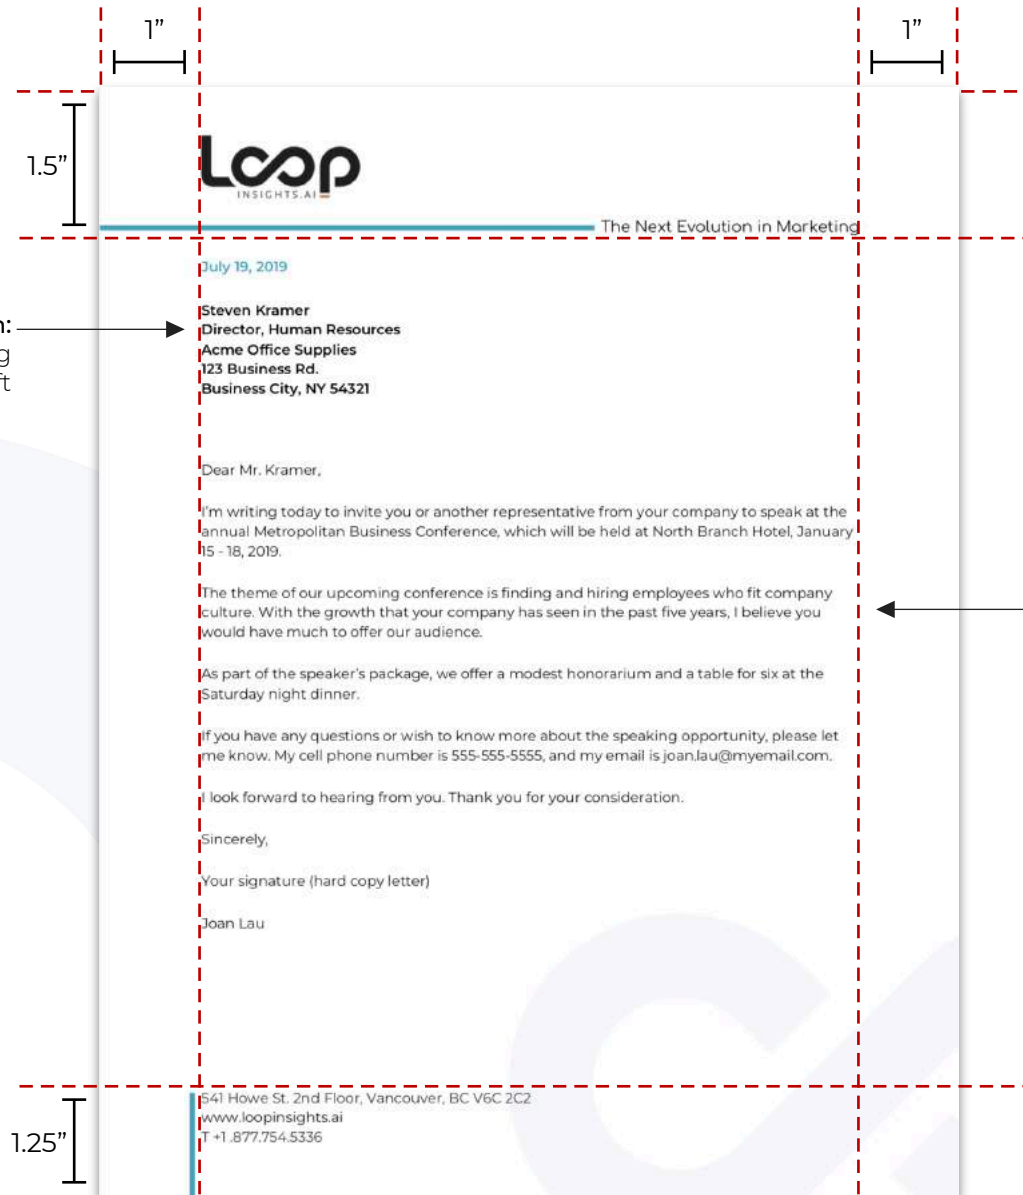 1” 1”
1.5”
Loop
INSIGHTS.AI
The Next Evolution in Marketing
July 19, 2019
Steven Kramer
Director, Human Resources
Acme Office Supplies
123 Business Rd.
Business City, NY 54321
Dear Mr. Kramer,
I’m writing today to invite you or another representative from your company to speak at the
annual Metropolitan Business Conference, which will be held at North Branch Hotel, January
15 - 18, 2019.
The theme of our upcoming conference is finding and hiring employees who fit company
culture. With the growth that your company has seen in the past five years, I believe you
would have much to offer our audience.
As part of the speaker’s package, we offer a modest honorarium and a table for six at the
Saturday night dinner.
If you have any questions or wish to know more about the speaking opportunity, please let
me know. My cell phone number is 555-555-5555, and my email is joan.lau@myemail.com.
I look forward to hearing from you. Thank you for your consideration.
Sincerely,
Your signature (hard copy letter)
Joan Lau
541 Howe St. 2nd Floor, Vancouver, BC V6C 2C2
www.loopinsights.ai
T +1 .877.754.5336
1.25”